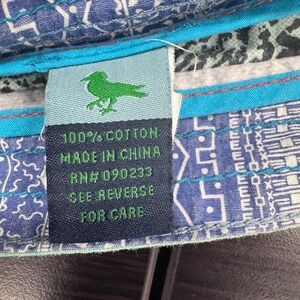 100% COTTON
MADE IN CHINA
RN# 090233
SEE REVERSE
FOR CARE